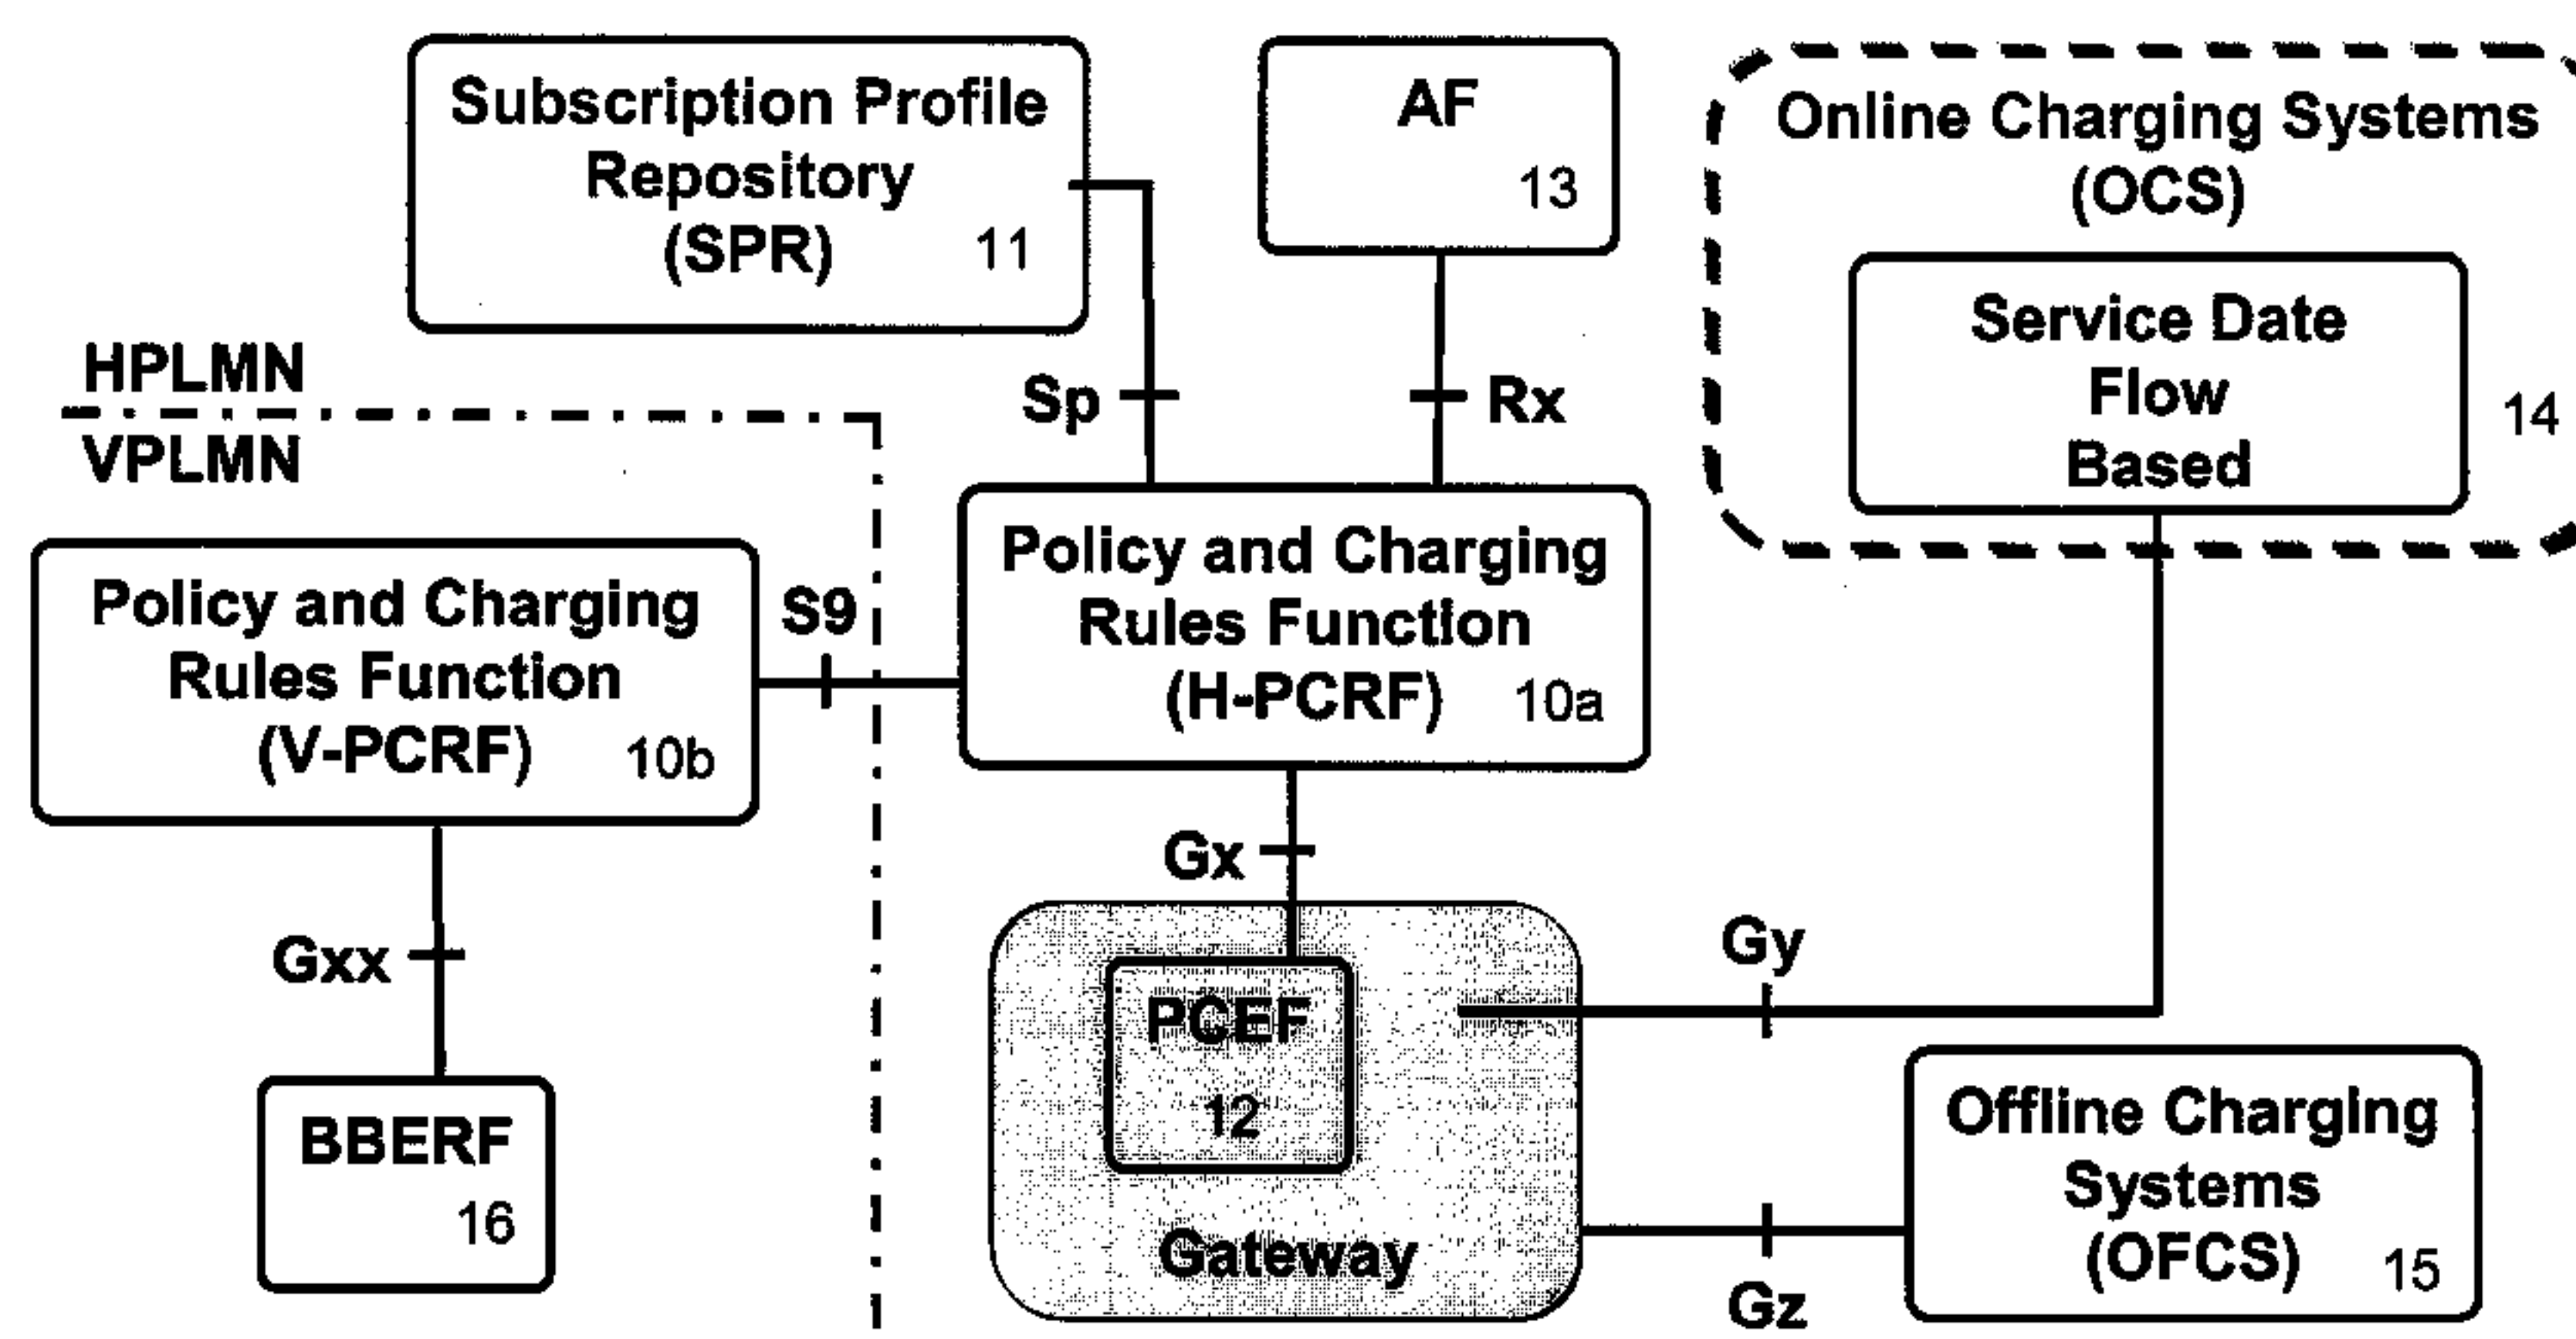 Subscription Profile
Repository
(SPR)
11
AF
13
Online Charging Systems
(OCS)
Service Date
Flow
Based
14
HPLMN
VPLMN
Sp
Rx
Policy and Charging
Rules Function
(V-PCRF)
10b
S9
Policy and Charging
Rules Function
(H-PCRF)
10a
Gx
Gxx
BBERF
16
PCEF
12
Gateway
Gy
Offline Charging
Systems
(OFCS)
15
Gz